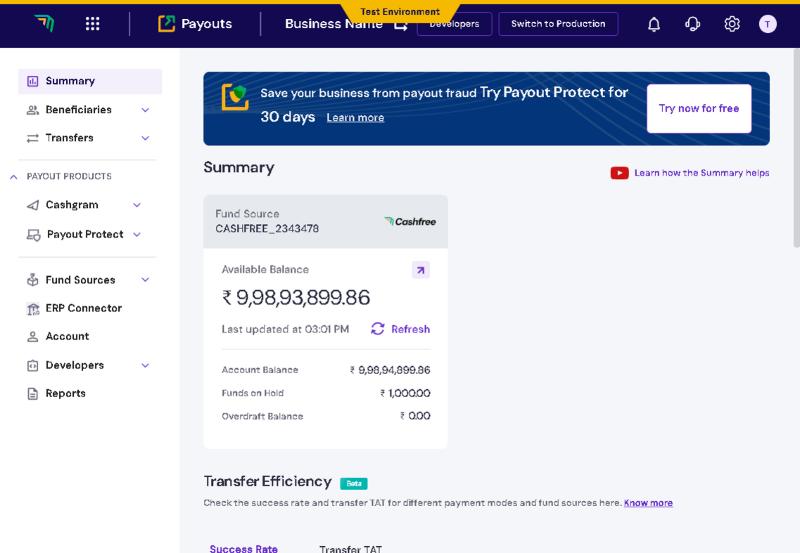 Test Environment
Payouts
Business Name
Developers
Switch to Production
T
Summary
Beneficiaries
Transfers
PAYOUT PRODUCTS
Cashgram
Payout Protect
Fund Sources
ERP Connector
Account
Developers
Reports
Save your business from payout fraud Try Payout Protect for
30 days Learn more
Try now for free
Summary
Learn how the Summary helps
Fund Source
CASHFREE_2343478
Cashfree
Available Balance
₹ 9,98,93,899.86
Last updated at 03:01 PM
Refresh
Account Balance ₹ 9,98,94,899.86
Funds on Hold ₹ 1,000.00
Overdraft Balance ₹ 0.00
Transfer Efficiency Beta
Check the success rate and transfer TAT for different payment modes and fund sources here. Know more
Success Rate Transfer TAT